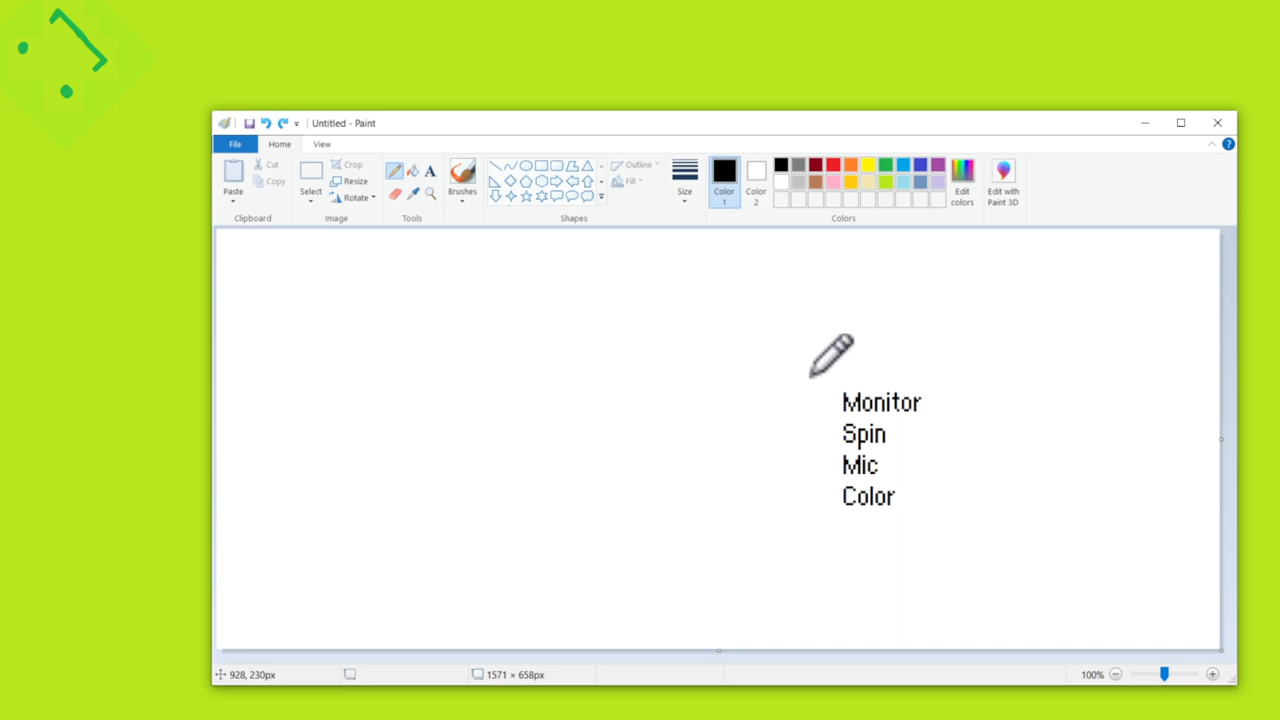 Untitled - Paint
File Home View
Paste
Cut
Copy
Clipboard
Select
Crop
Resize
Rotate
Image
A
Tools
Brushes
Outline
Fill
Shapes
Size
Color 1
Color 2
Edit colors
Colors
Edit with Paint 3D
?
Monitor
Spin
Mic
Color
928, 230px
1571 × 658px
100%